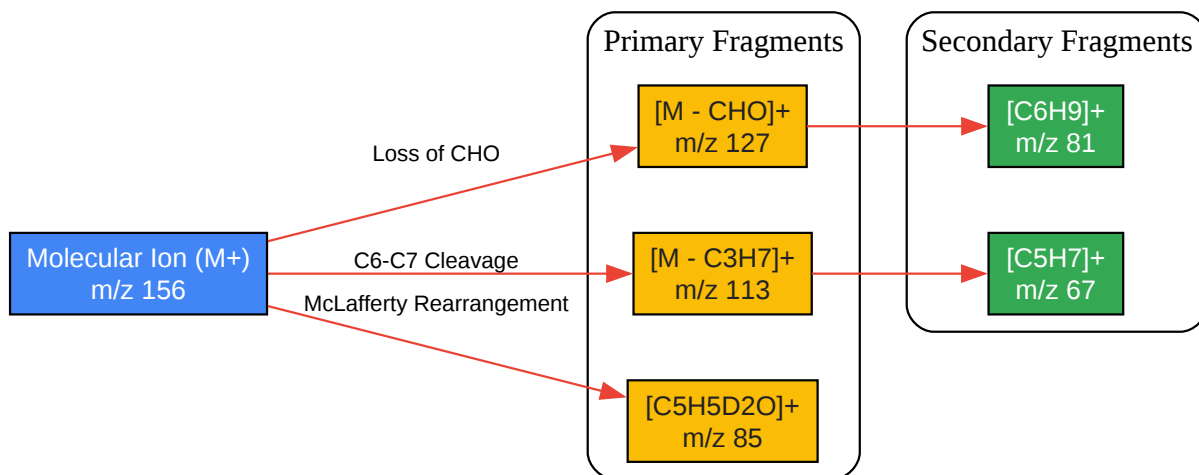 Primary Fragments
Secondary Fragments
[M - CHO]+
m/z 127
[C6H9]+
m/z 81
Loss of CHO
Molecular Ion (M+)
m/z 156
C6-C7 Cleavage
[M - C3H7]+
m/z 113
[C5H7]+
m/z 67
McLafferty Rearrangement
[C5H5D2O]+
m/z 85